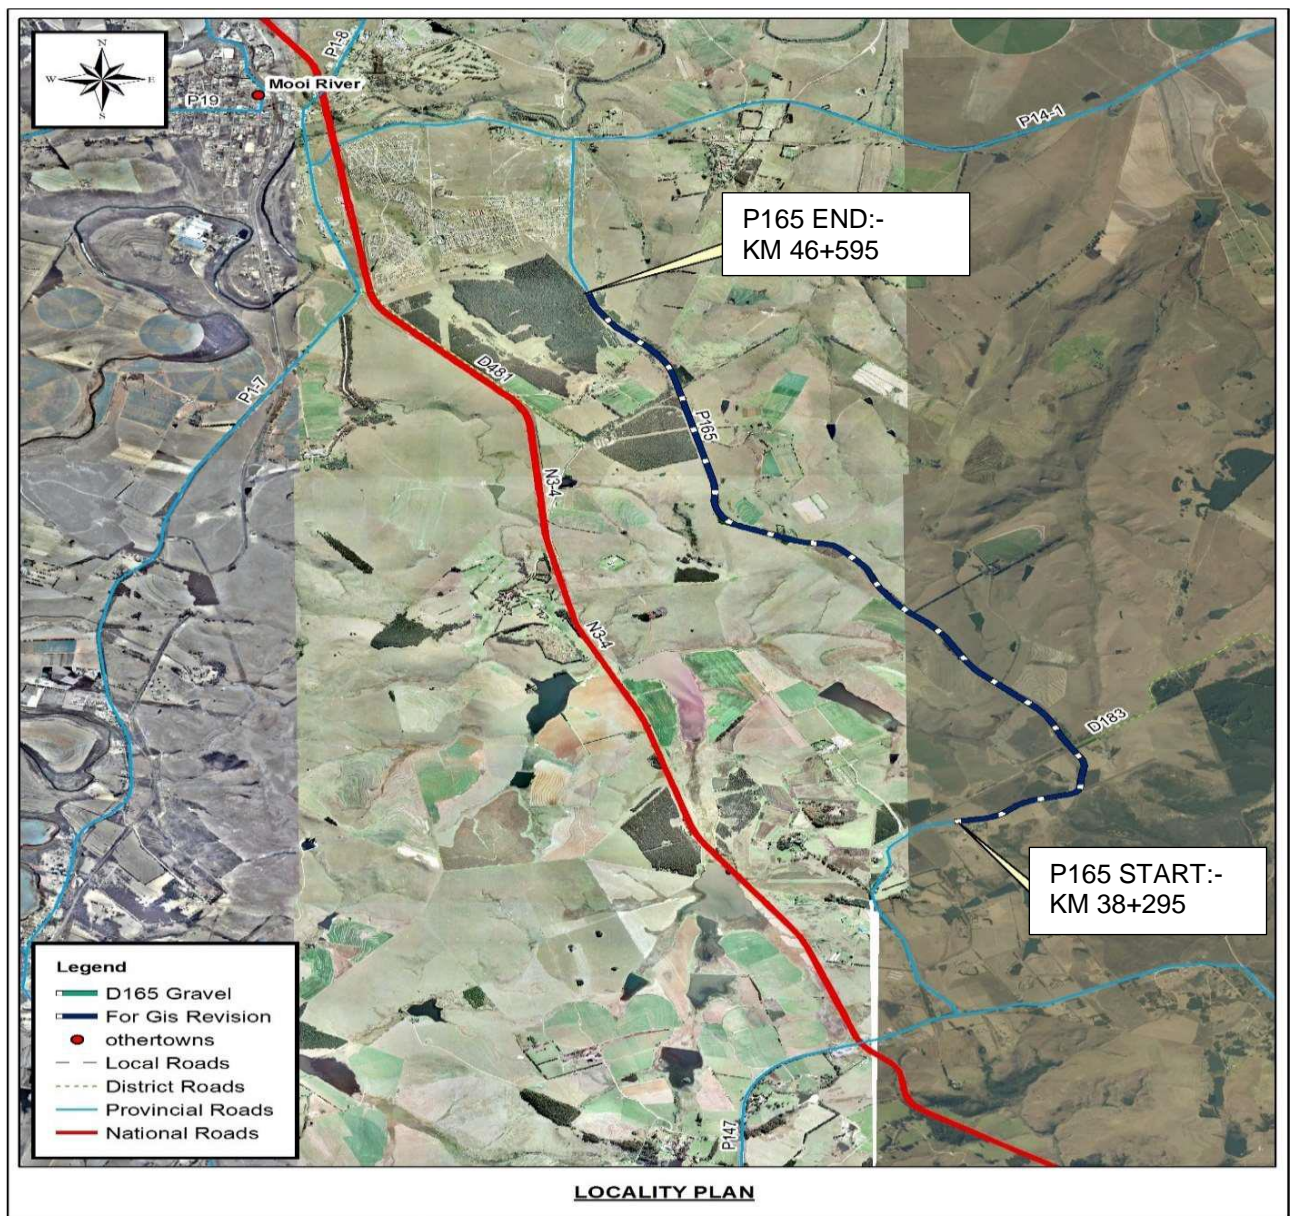 N
W
E
S
P1-8
Mooi River
P19
P14-1
P165 END:-
KM 46+595
D481
P1-7
P165
N3-4
N3-4
D183
P165 START:-
KM 38+295
P147
Legend
D165 Gravel
For Gis Revision
othertowns
Local Roads
District Roads
Provincial Roads
National Roads
LOCALITY PLAN